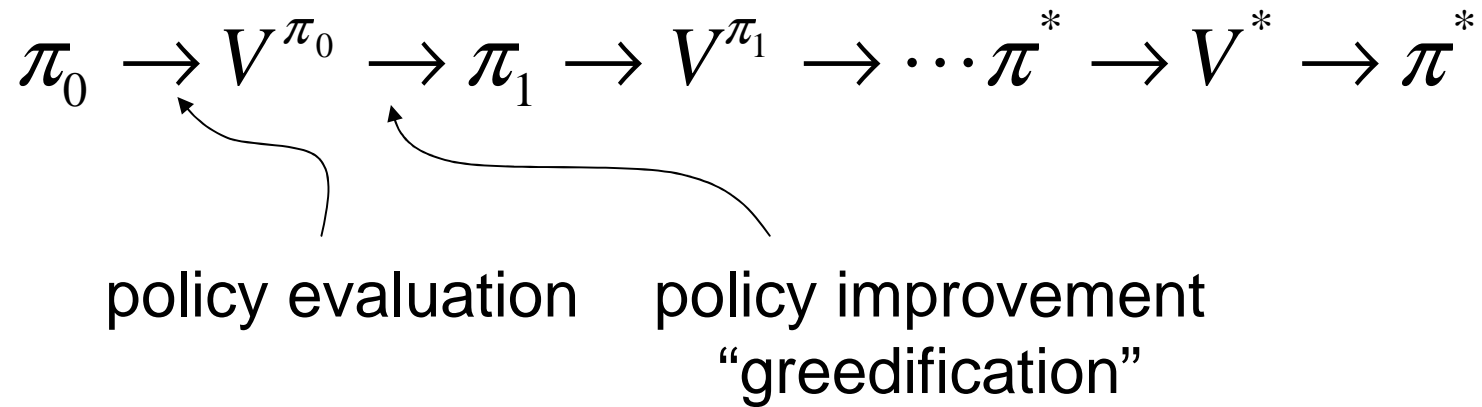 π₀ → V^π₀ → π₁ → V^π₁ → ⋯ π* → V* → π*
policy evaluation policy improvement
“greedification”